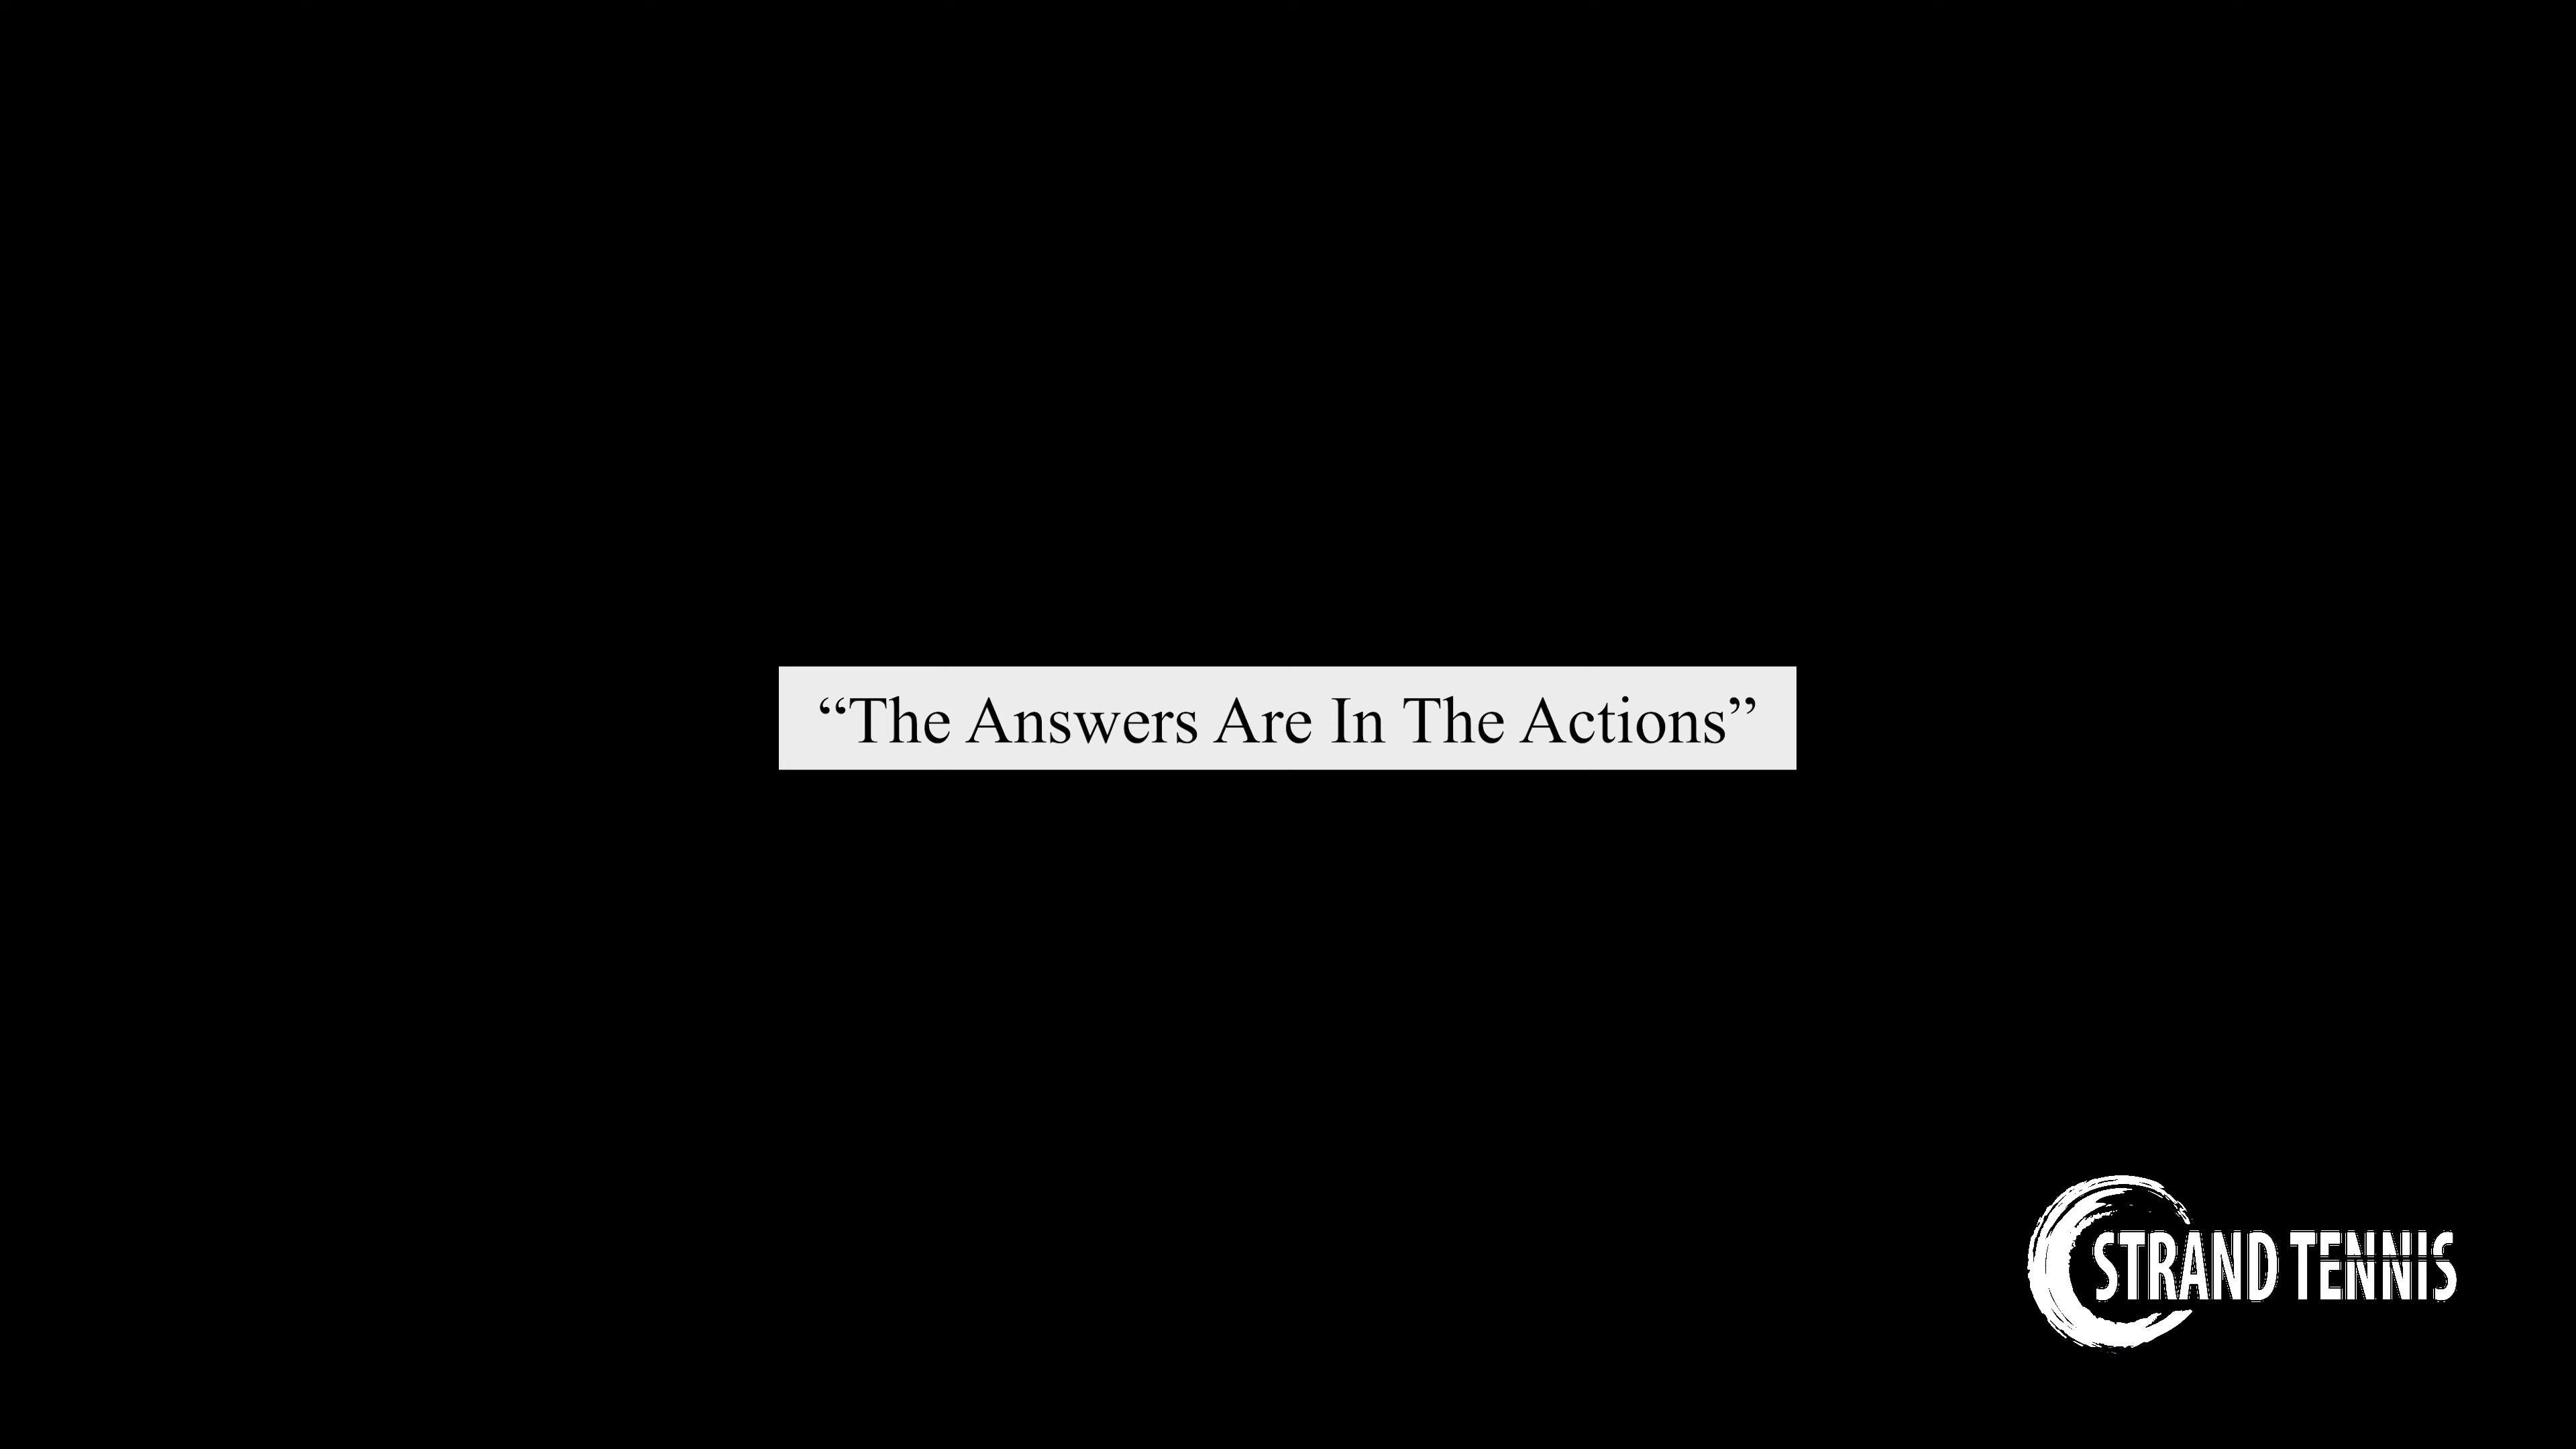 “The Answers Are In The Actions”
STRAND TENNIS